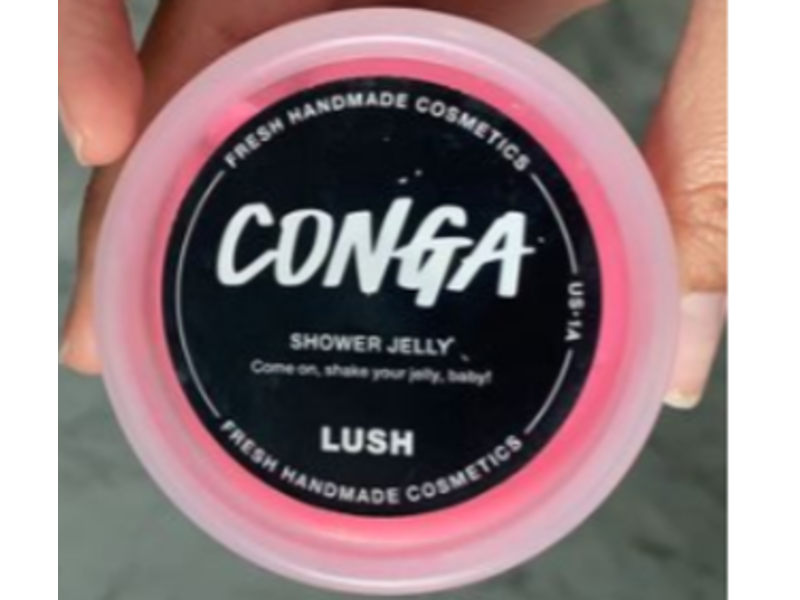 FRESH HANDMADE COSMETICS
CONGA
US-1A
SHOWER JELLY
Come on, shake your jelly, baby!
LUSH
FRESH HANDMADE COSMETICS